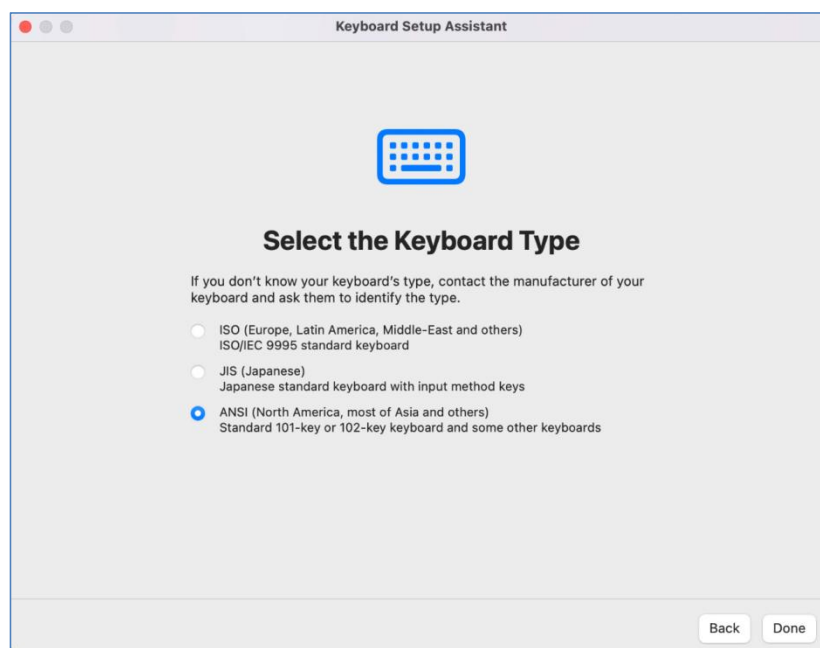 Keyboard Setup Assistant
Select the Keyboard Type
If you don’t know your keyboard’s type, contact the manufacturer of your
keyboard and ask them to identify the type.
ISO (Europe, Latin America, Middle-East and others)
ISO/IEC 9995 standard keyboard
JIS (Japanese)
Japanese standard keyboard with input method keys
ANSI (North America, most of Asia and others)
Standard 101-key or 102-key keyboard and some other keyboards
Back
Done